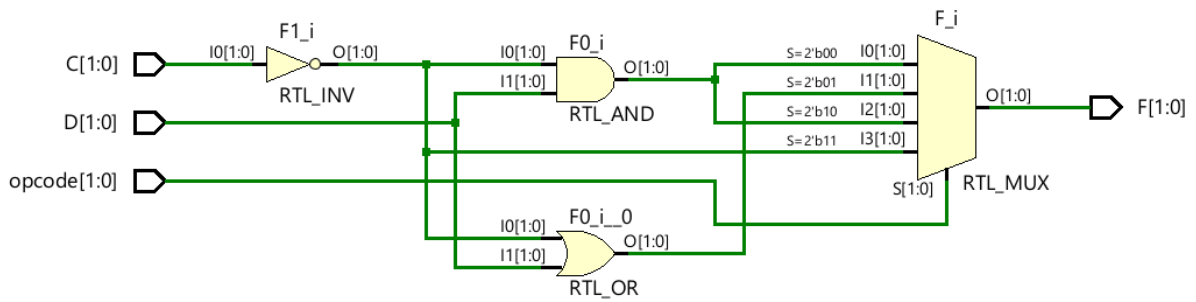 F1_i
F_i
F0_i
I0[1:0]
O[1:0]
I0[1:0]
S=2'b00
I0[1:0]
C[1:0]
O[1:0]
I1[1:0]
S=2'b01
I1[1:0]
RTL_INV
O[1:0]
F[1:0]
D[1:0]
RTL_AND
S=2'b10
I2[1:0]
S=2'b11
I3[1:0]
opcode[1:0]
S[1:0]
RTL_MUX
F0_i__0
I0[1:0]
O[1:0]
I1[1:0]
RTL_OR